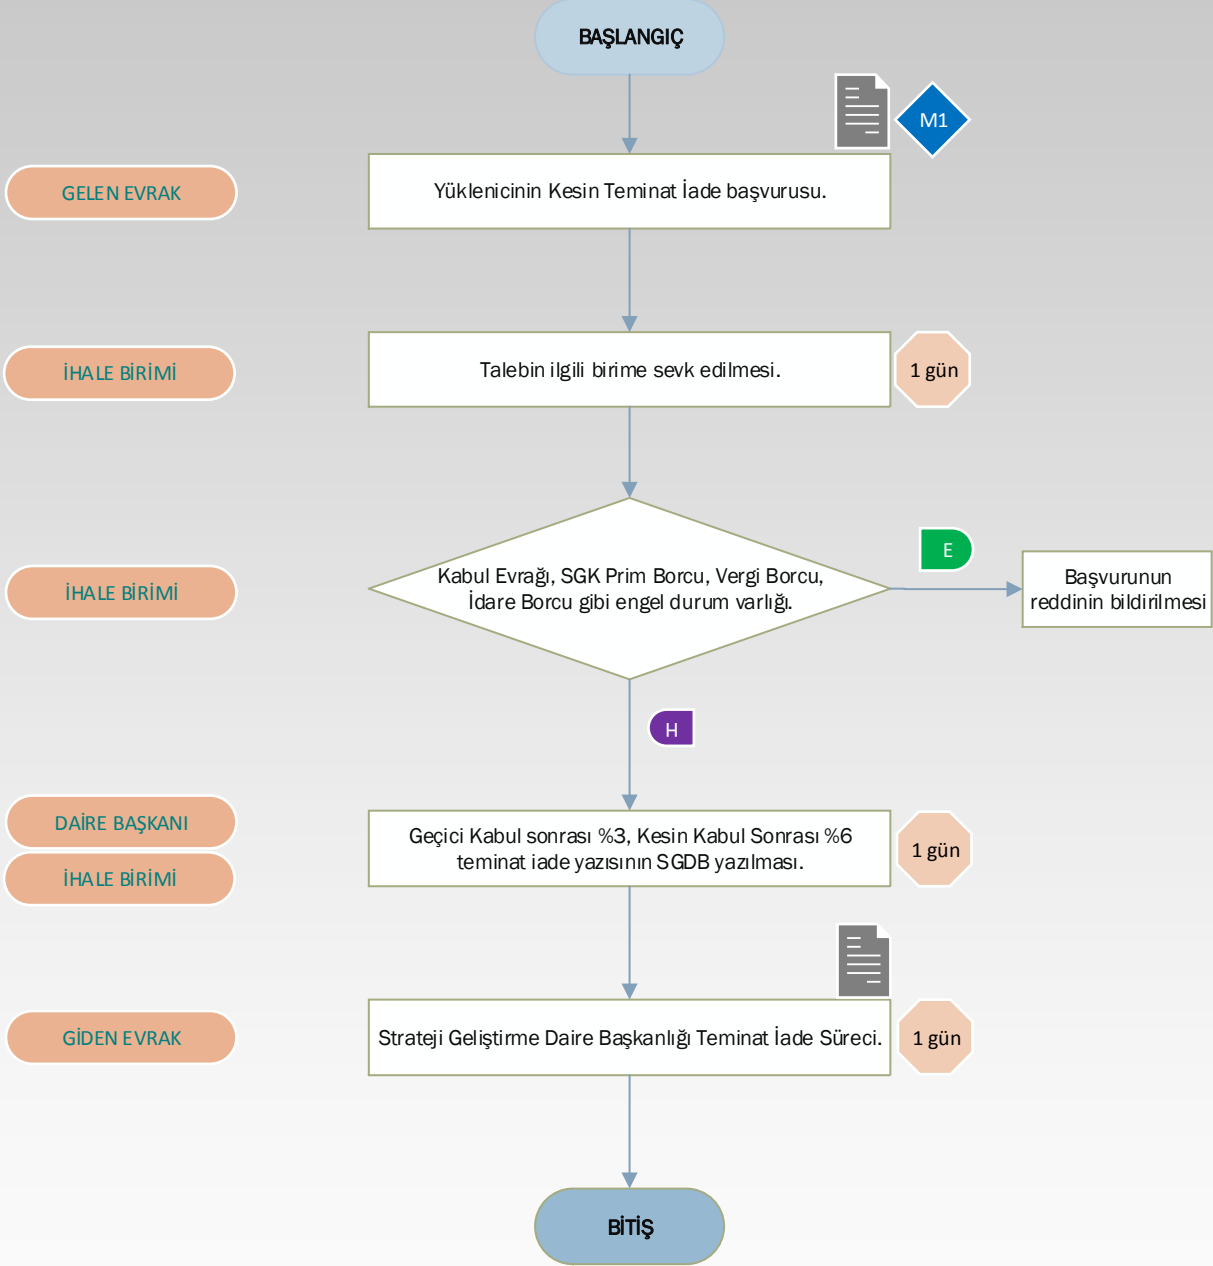 BAŞLANGIÇ
M1
GELEN EVRAK
Yüklenicinin Kesin Teminat İade başvurusu.
İHALE BİRİMİ
Talebin ilgili birime sevk edilmesi.
1 gün
İHALE BİRİMİ
Kabul Evrağı, SGK Prim Borcu, Vergi Borcu,
İdare Borcu gibi engel durum varlığı.
E
Başvurunun
reddinin bildirilmesi
H
DAİRE BAŞKANI
İHALE BİRİMİ
Geçici Kabul sonrası %3, Kesin Kabul Sonrası %6
teminat iade yazısının SGDB yazılması.
1 gün
GİDEN EVRAK
Strateji Geliştirme Daire Başkanlığı Teminat İade Süreci.
1 gün
BİTİŞ